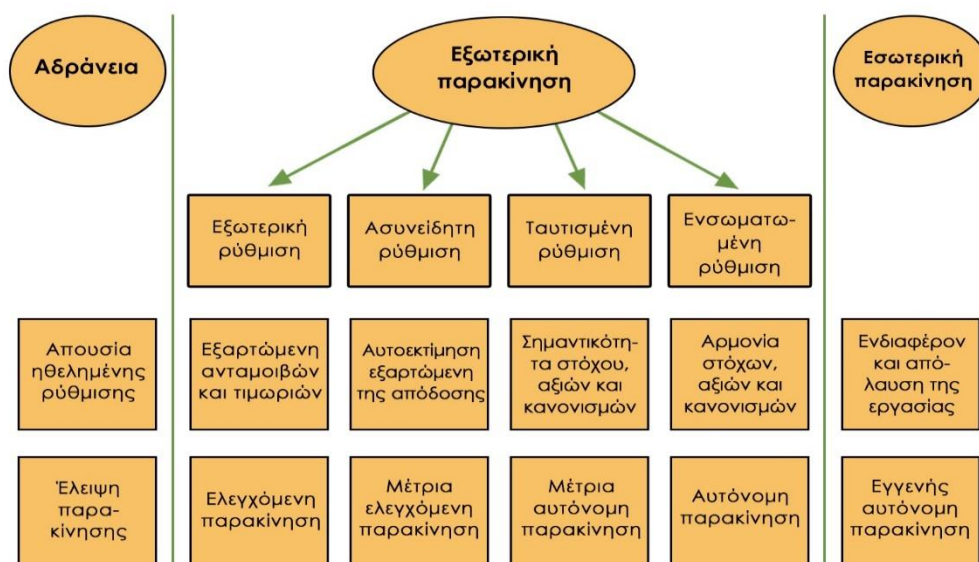 Αδράνεια
Εξωτερική
παρακίνηση
Εσωτερική
παρακίνηση
Εξωτερική
ρύθμιση
Ασυνείδητη
ρύθμιση
Ταυτισμένη
ρύθμιση
Ενσωματω-
μένη
ρύθμιση
Απουσία
ηθελημένης
ρύθμισης
Εξαρτώμενη
ανταμοιβών
και τιμωριών
Αυτοεκτίμηση
εξαρτώμενη
της απόδοσης
Σημαντικότη-
τα στόχου,
αξιών και
κανονισμών
Αρμονία
στόχων,
αξιών και
κανονισμών
Ενδιαφέρον
και από-
λαυση της
εργασίας
Έλειψη
παρα-
κίνησης
Ελεγχόμενη
παρακίνηση
Μέτρια
ελεγχόμενη
παρακίνηση
Μέτρια
αυτόνομη
παρακίνηση
Αυτόνομη
παρακίνηση
Εγγενής
αυτόνομη
παρακίνηση